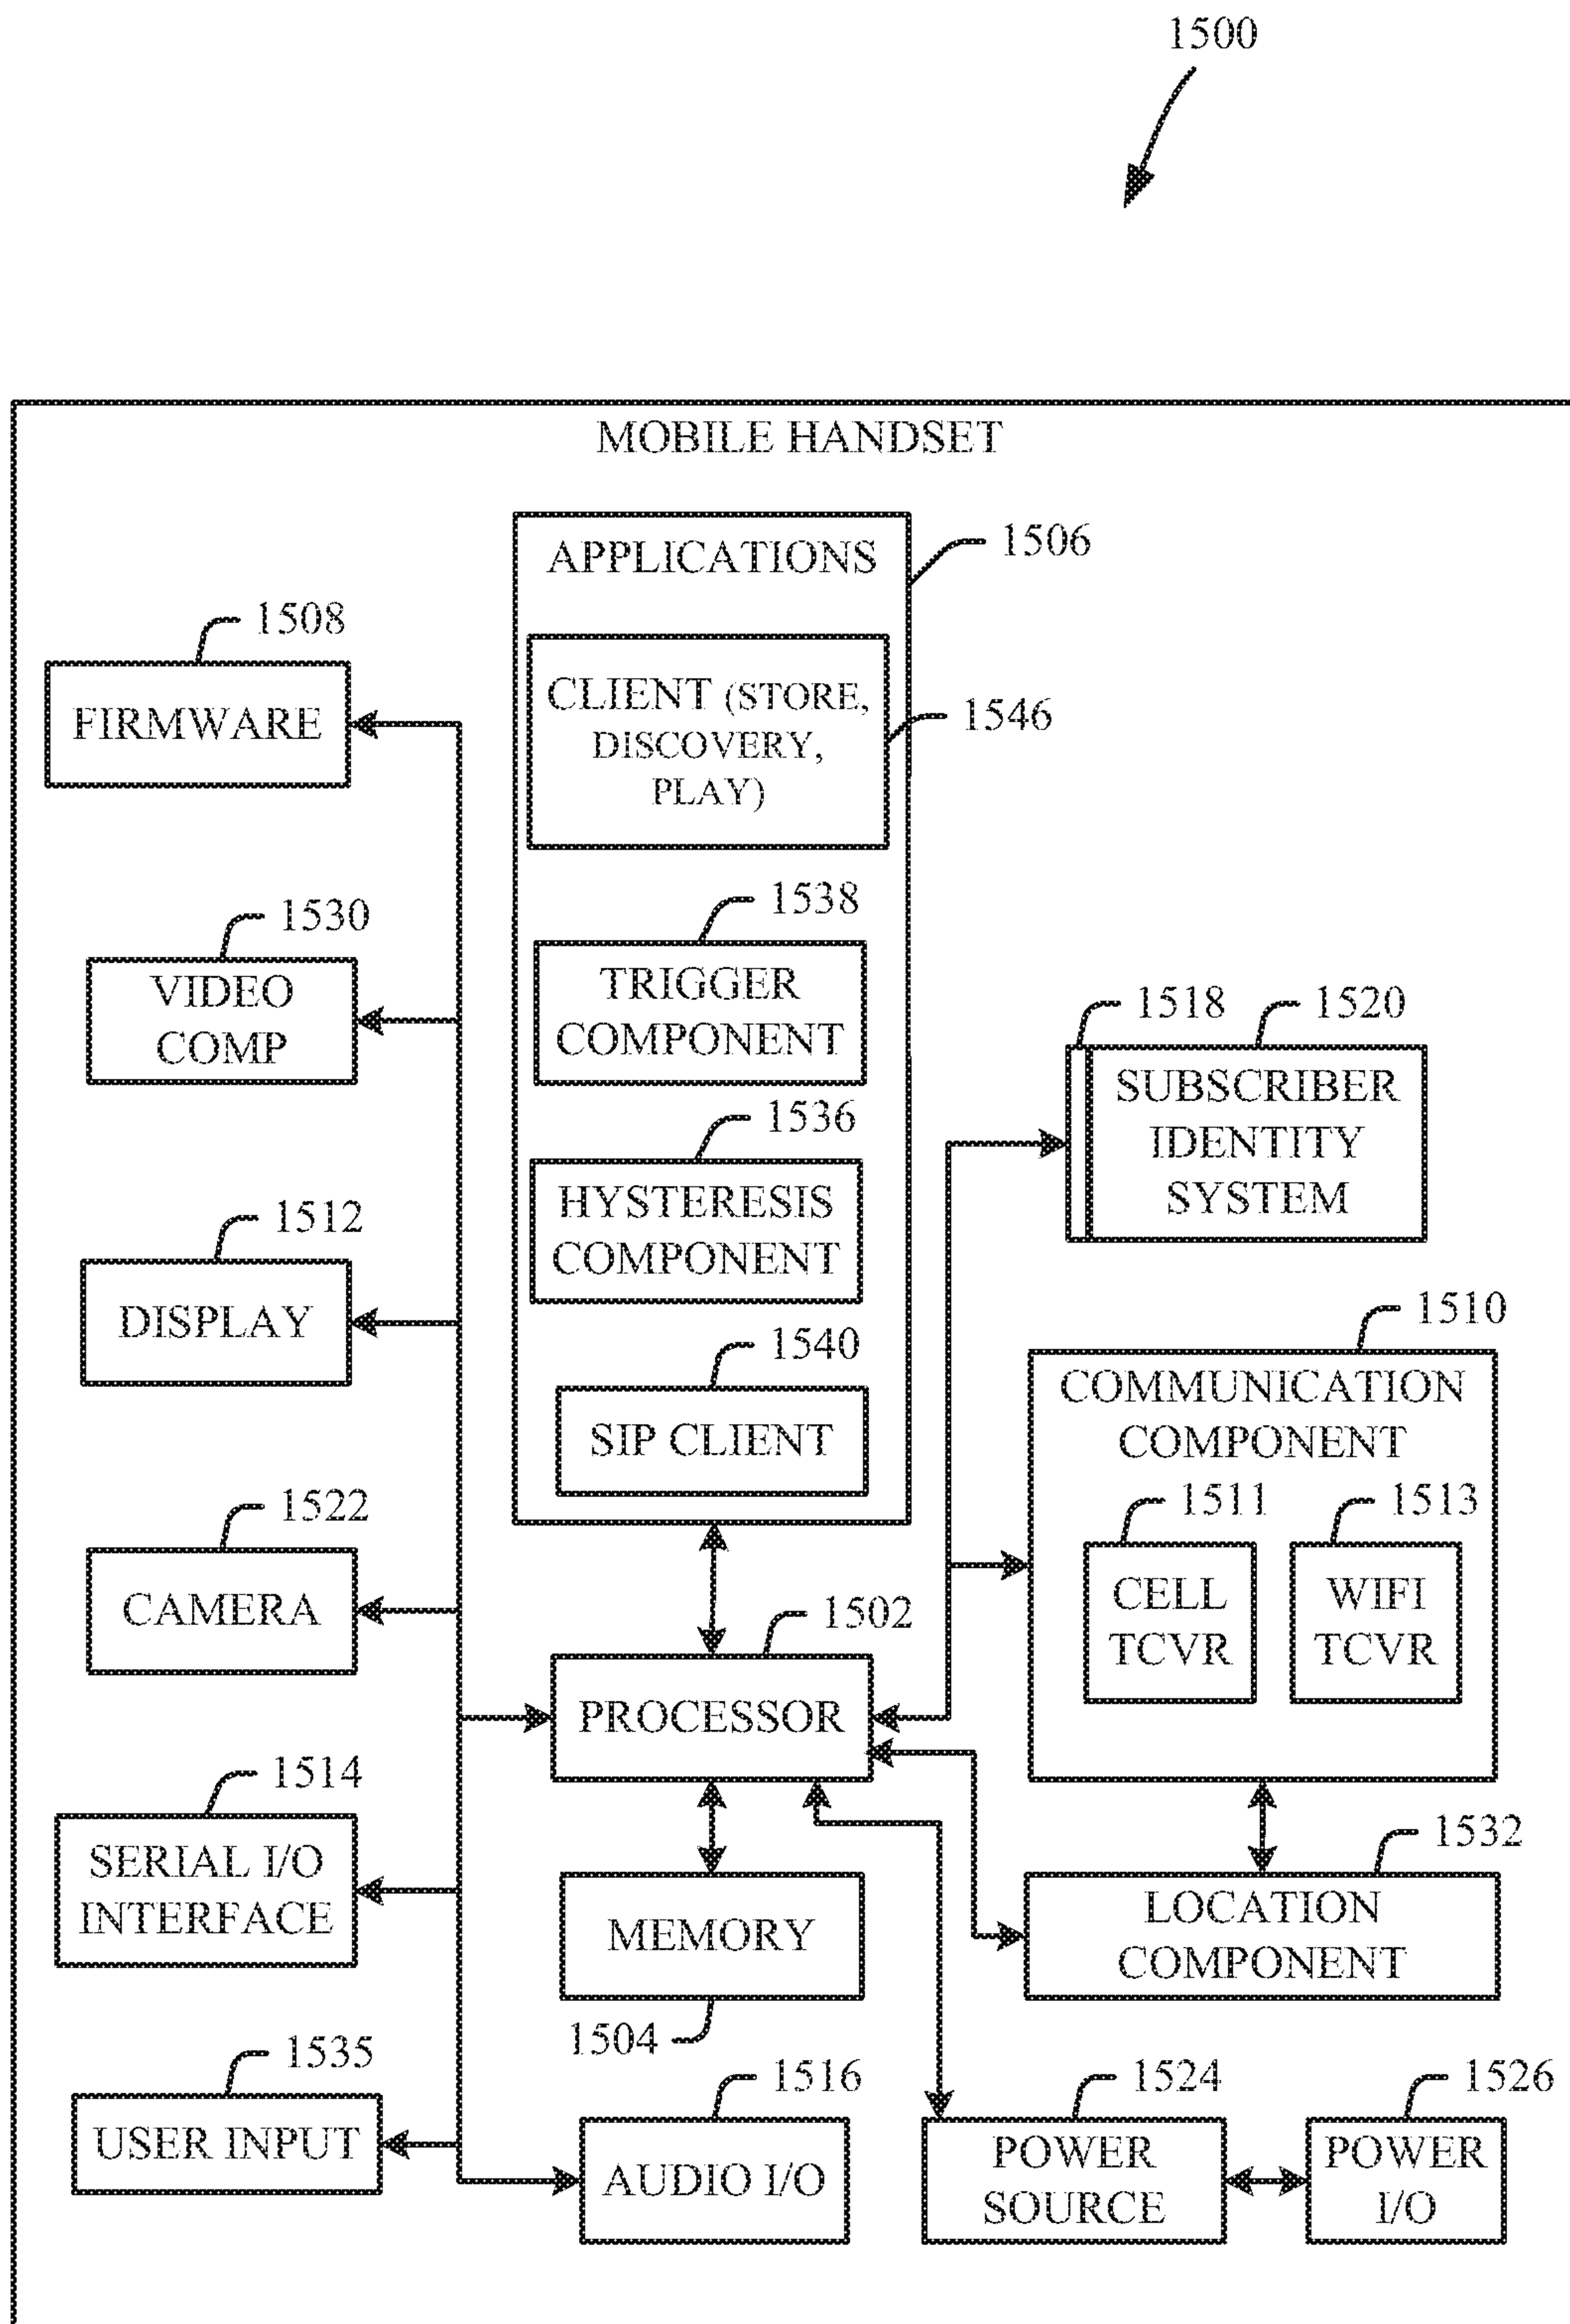 1500
MOBILE HANDSET
APPLICATIONS
1506
1508
FIRMWARE
CLIENT (STORE,
DISCOVERY,
PLAY)
1546
1530
VIDEO
COMP
1538
TRIGGER
COMPONENT
1518
1520
SUBSCRIBER
IDENTITY
SYSTEM
1536
HYSTERESIS
COMPONENT
1512
DISPLAY
1540
SIP CLIENT
1510
COMMUNICATION
COMPONENT
1511
CELL
TCVR
1513
WIFI
TCVR
1522
CAMERA
1502
PROCESSOR
1514
SERIAL I/O
INTERFACE
MEMORY
1504
1532
LOCATION
COMPONENT
1535
USER INPUT
1516
AUDIO I/O
1524
POWER
SOURCE
1526
POWER
I/O